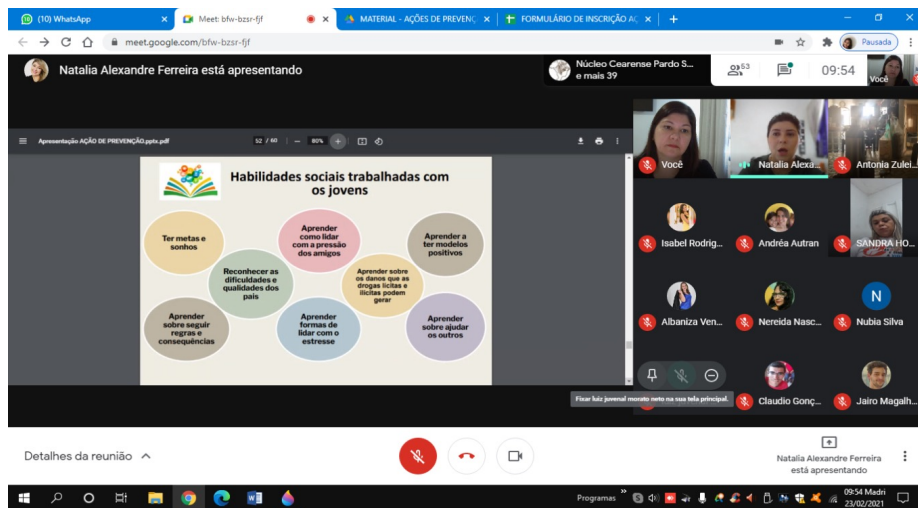 (10) WhatsApp
Meet: bfw-bzsr-fjf
MATERIAL - AÇÕES DE PREVENÇ
FORMULÁRIO DE INSCRIÇÃO AÇ
meet.google.com/bfw-bzsr-fjf
Pausada
Natalia Alexandre Ferreira está apresentando
Núcleo Cearense Pardo S...
e mais 39
53
09:54
Você
Apresentação AÇÃO DE PREVENÇÃO.pptx.pdf
52 / 60
80%
Habilidades sociais trabalhadas com
os jovens
Ter metas e
sonhos
Aprender
como lidar
com a pressão
dos amigos
Aprender a
ter modelos
positivos
Reconhecer as
dificuldades e
qualidades dos
pais
Aprender sobre
os danos que as
drogas lícitas e
ilícitas podem
gerar
Aprender
sobre seguir
regras e
consequências
Aprender
formas de
lidar com o
estresse
Aprender
sobre ajudar
os outros
Você
Natalia Alexa...
Antonia Zulei...
Isabel Rodrig...
Andréa Autran
SANDRA HO...
Albaniza Ven...
Nereida Nasc...
N
Nubia Silva
Fixar luiz juvenal morato neto na sua tela principal.
Claudio Gonç...
Jairo Magalh...
Detalhes da reunião
Natalia Alexandre Ferreira
está apresentando
Programas
09:54 Madri
23/02/2021